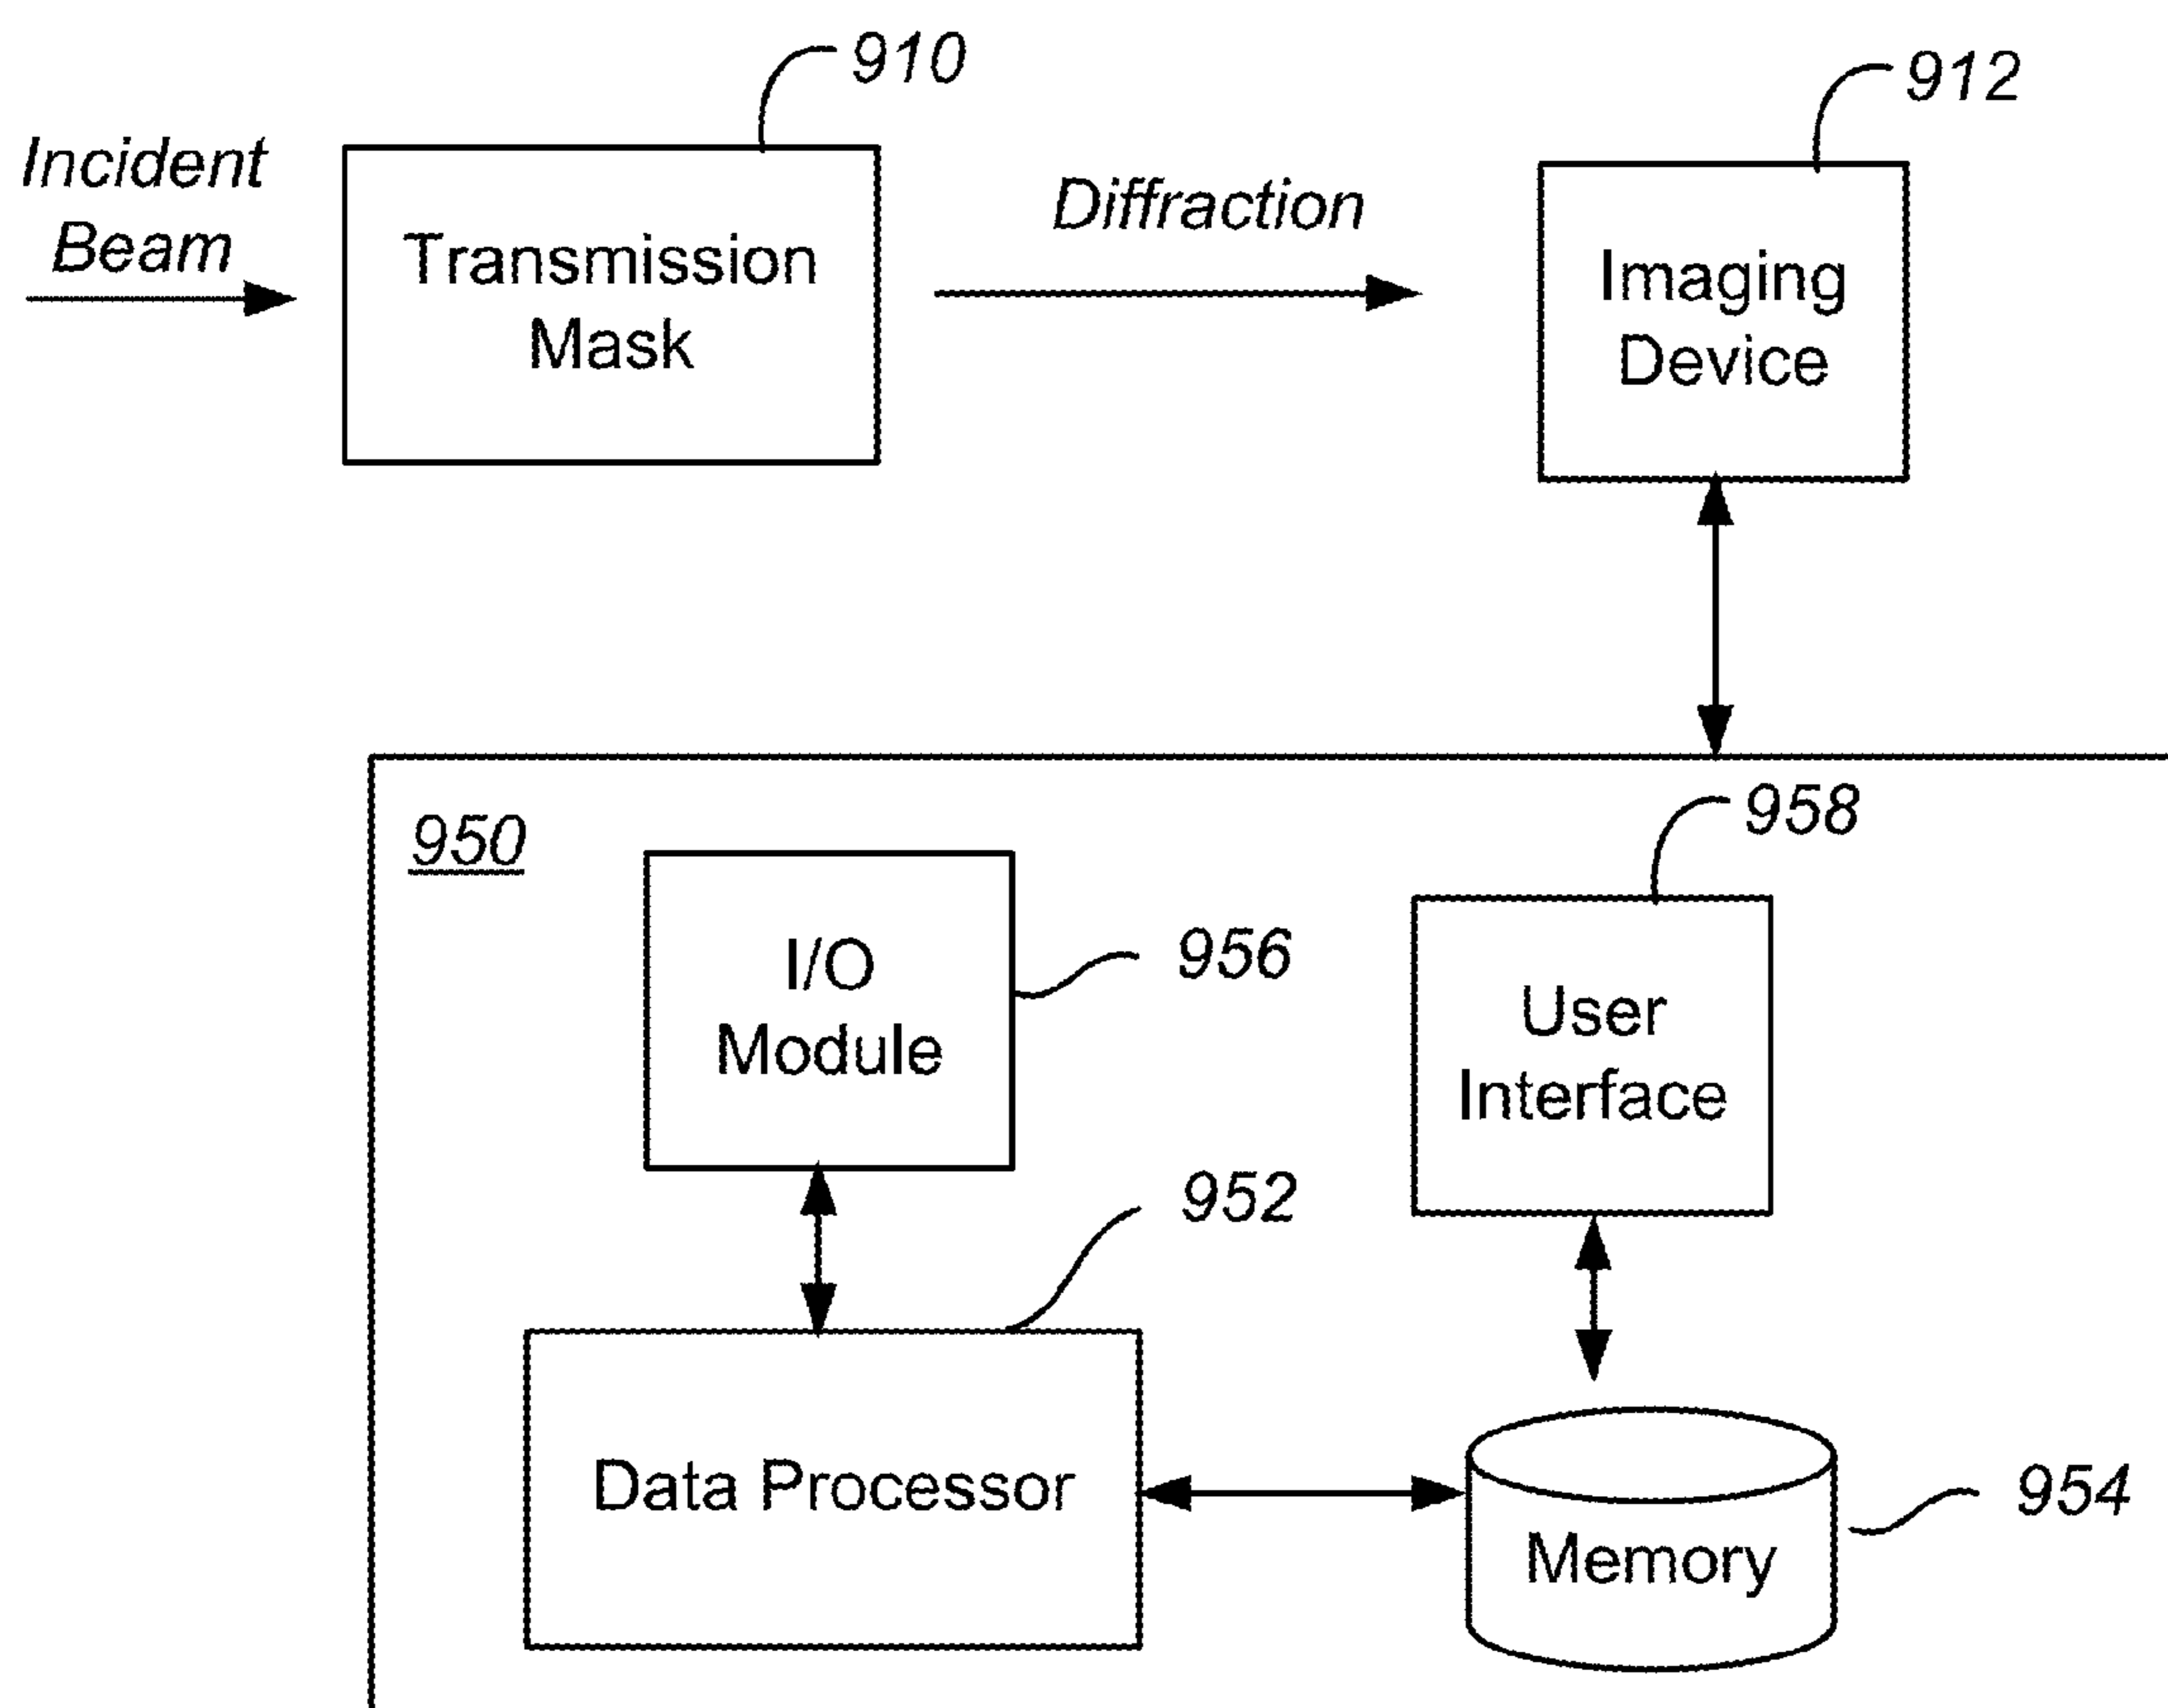 910
912
Incident
Beam
Transmission
Mask
Diffraction
Imaging
Device
950
958
I/O
Module
956
User
Interface
952
Data Processor
Memory
954